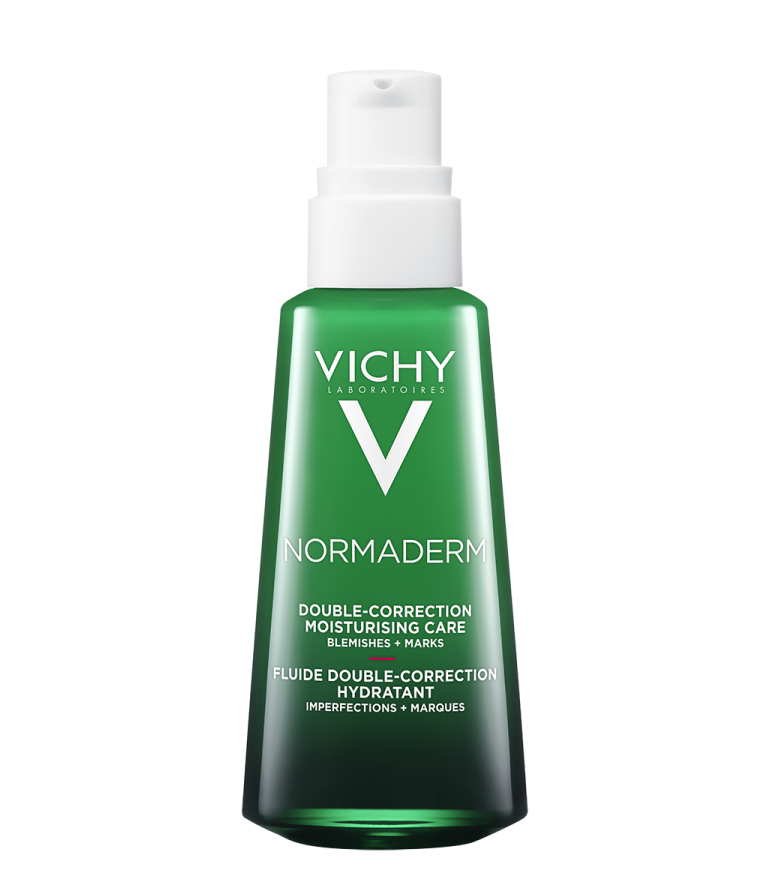 VICHY
LABORATOIRES
V
NORMADERM
DOUBLE-CORRECTION
MOISTURISING CARE
BLEMISHES + MARKS
FLUIDE DOUBLE-CORRECTION
HYDRATANT
IMPERFECTIONS + MARQUES